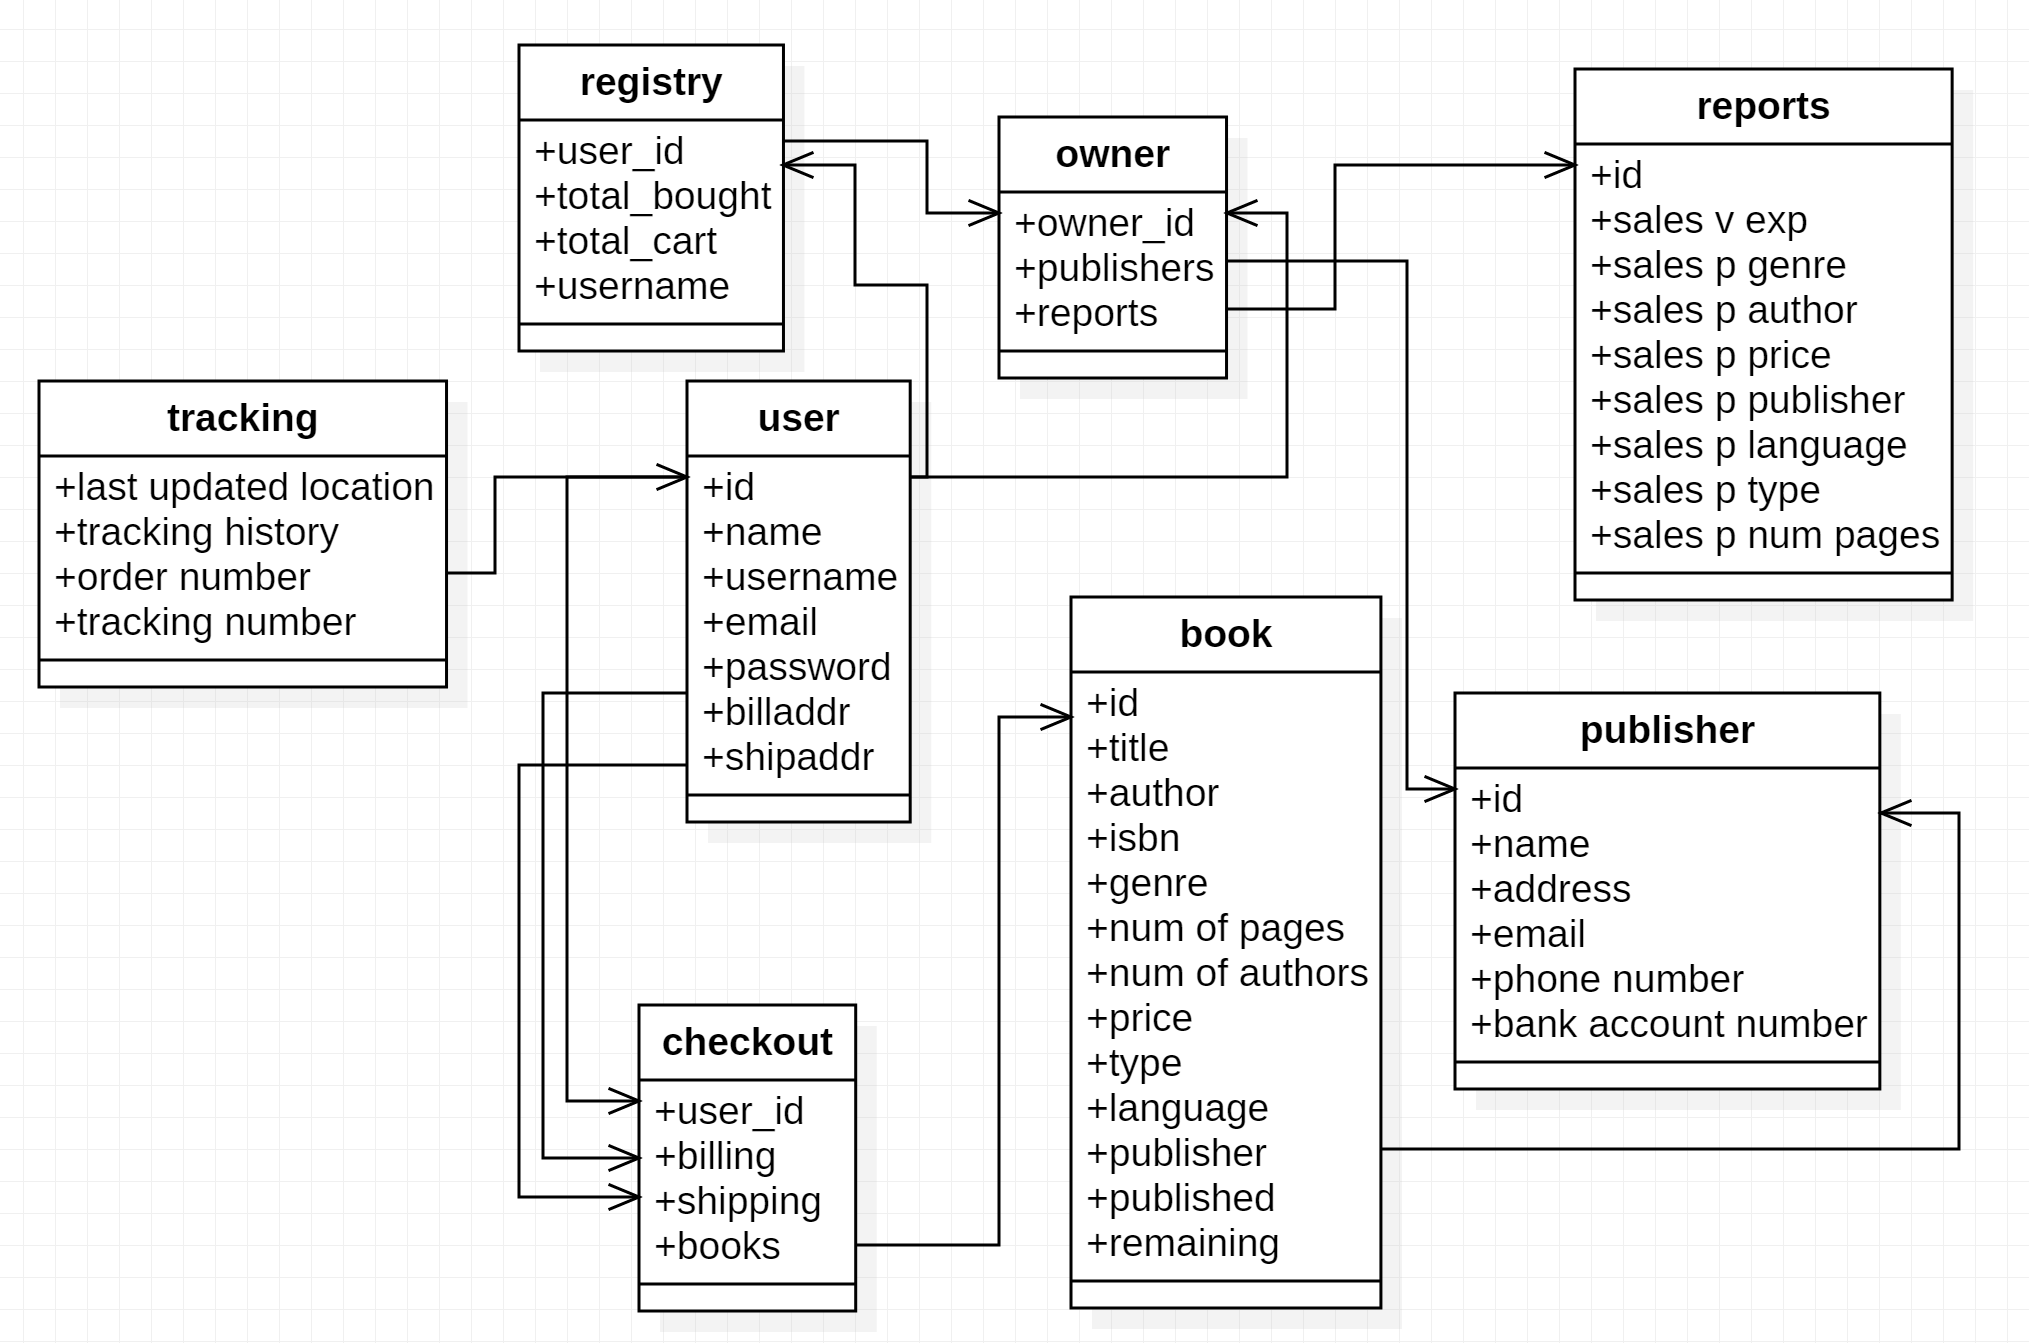 registry
+user_id
+total_bought
+total_cart
+username
owner
+owner_id
+publishers
+reports
reports
+id
+sales v exp
+sales p genre
+sales p author
+sales p price
+sales p publisher
+sales p language
+sales p type
+sales p num pages
tracking
+last updated location
+tracking history
+order number
+tracking number
user
+id
+name
+username
+email
+password
+billaddr
+shipaddr
book
+id
+title
+author
+isbn
+genre
+num of pages
+num of authors
+price
+type
+language
+publisher
+published
+remaining
publisher
+id
+name
+address
+email
+phone number
+bank account number
checkout
+user_id
+billing
+shipping
+books